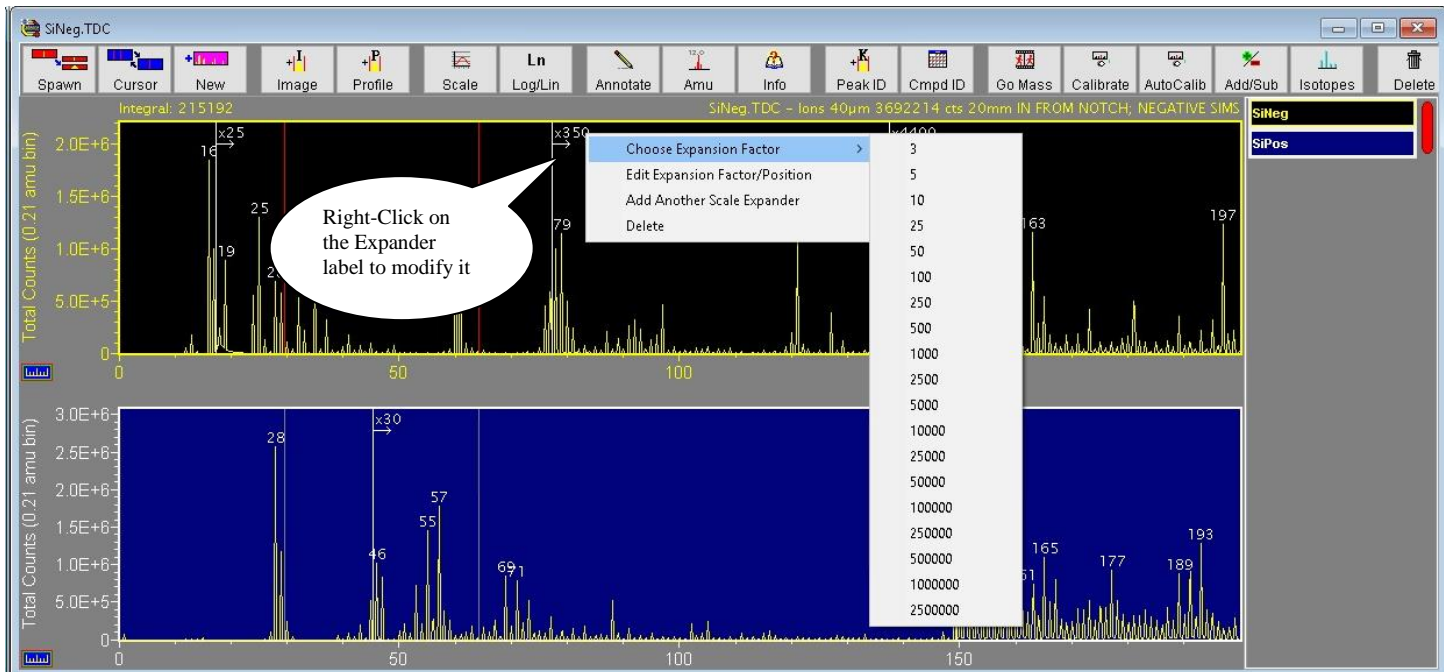 SiNeg.TDC
Spawn Cursor New +I Image +P Profile Scale Ln Log/Lin Annotate 12.0 Amu Info +K Peak ID Cmpd ID Go Mass Calibrate AutoCalib Add/Sub Isotopes Delete
Integral: 215192 SiNeg.TDC - Ions 40µm 3692214 cts 20mm IN FROM NOTCH; NEGATIVE SIMS
SiNeg
SiPos
Total Counts (0.21 amu bin)
2.0E+6
1.5E+6
1.0E+6
5.0E+5
0
x25 x350 x4400
16 19 25 79 163 197
0 50 100
Right-Click on
the Expander
label to modify it
Choose Expansion Factor >
Edit Expansion Factor/Position
Add Another Scale Expander
Delete
3
5
10
25
50
100
250
500
1000
2500
5000
10000
25000
50000
100000
250000
500000
1000000
2500000
Total Counts (0.21 amu bin)
3.0E+6
2.5E+6
2.0E+6
1.5E+6
1.0E+6
5.0E+5
0
x30
28 46 55 57 69 71 165 177 189 193
0 50 100 150